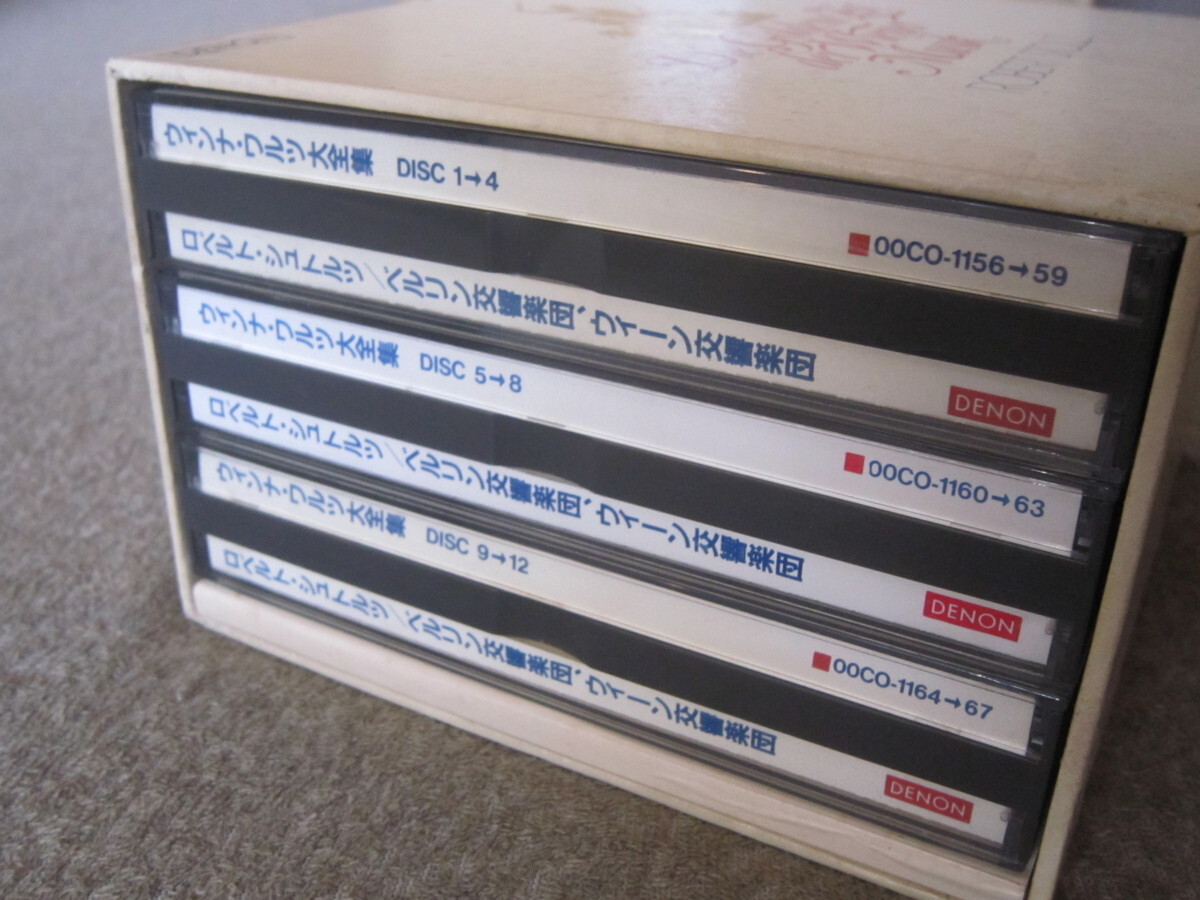 DENON
ウィンナ・ワルツ大全集 DISC 1→4 ■00CO-1156→59
ロベルト・シュトルツ/ベルリン交響楽団、ウィーン交響楽団 DENON
ウィンナ・ワルツ大全集 DISC 5→8 ■00CO-1160→63
ロベルト・シュトルツ/ベルリン交響楽団、ウィーン交響楽団 DENON
ウィンナ・ワルツ大全集 DISC 9→12 ■00CO-1164→67
ロベルト・シュトルツ/ベルリン交響楽団、ウィーン交響楽団 DENON